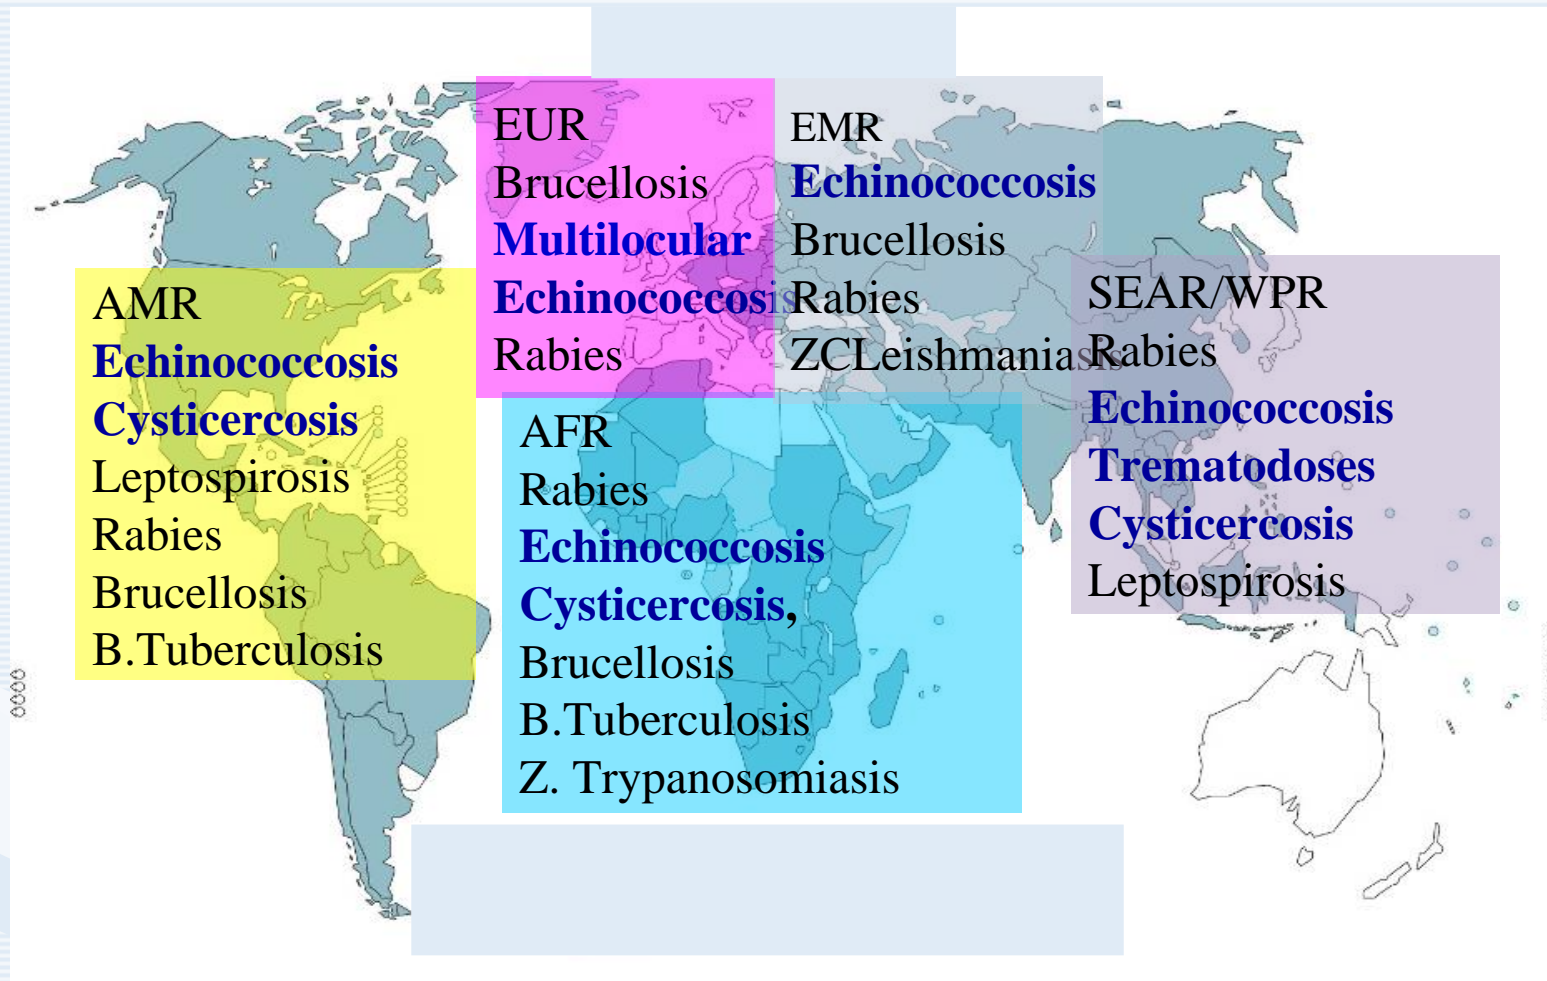 EUR
Brucellosis
Multilocular
Echinococcosis
Rabies
EMR
Echinococcosis
Brucellosis
Rabies
ZCLeishmaniasis
AMR
Echinococcosis
Cysticercosis
Leptospirosis
Rabies
Brucellosis
B.Tuberculosis
AFR
Rabies
Echinococcosis
Cysticercosis,
Brucellosis
B.Tuberculosis
Z. Trypanosomiasis
SEAR/WPR
Rabies
Echinococcosis
Trematodoses
Cysticercosis
Leptospirosis